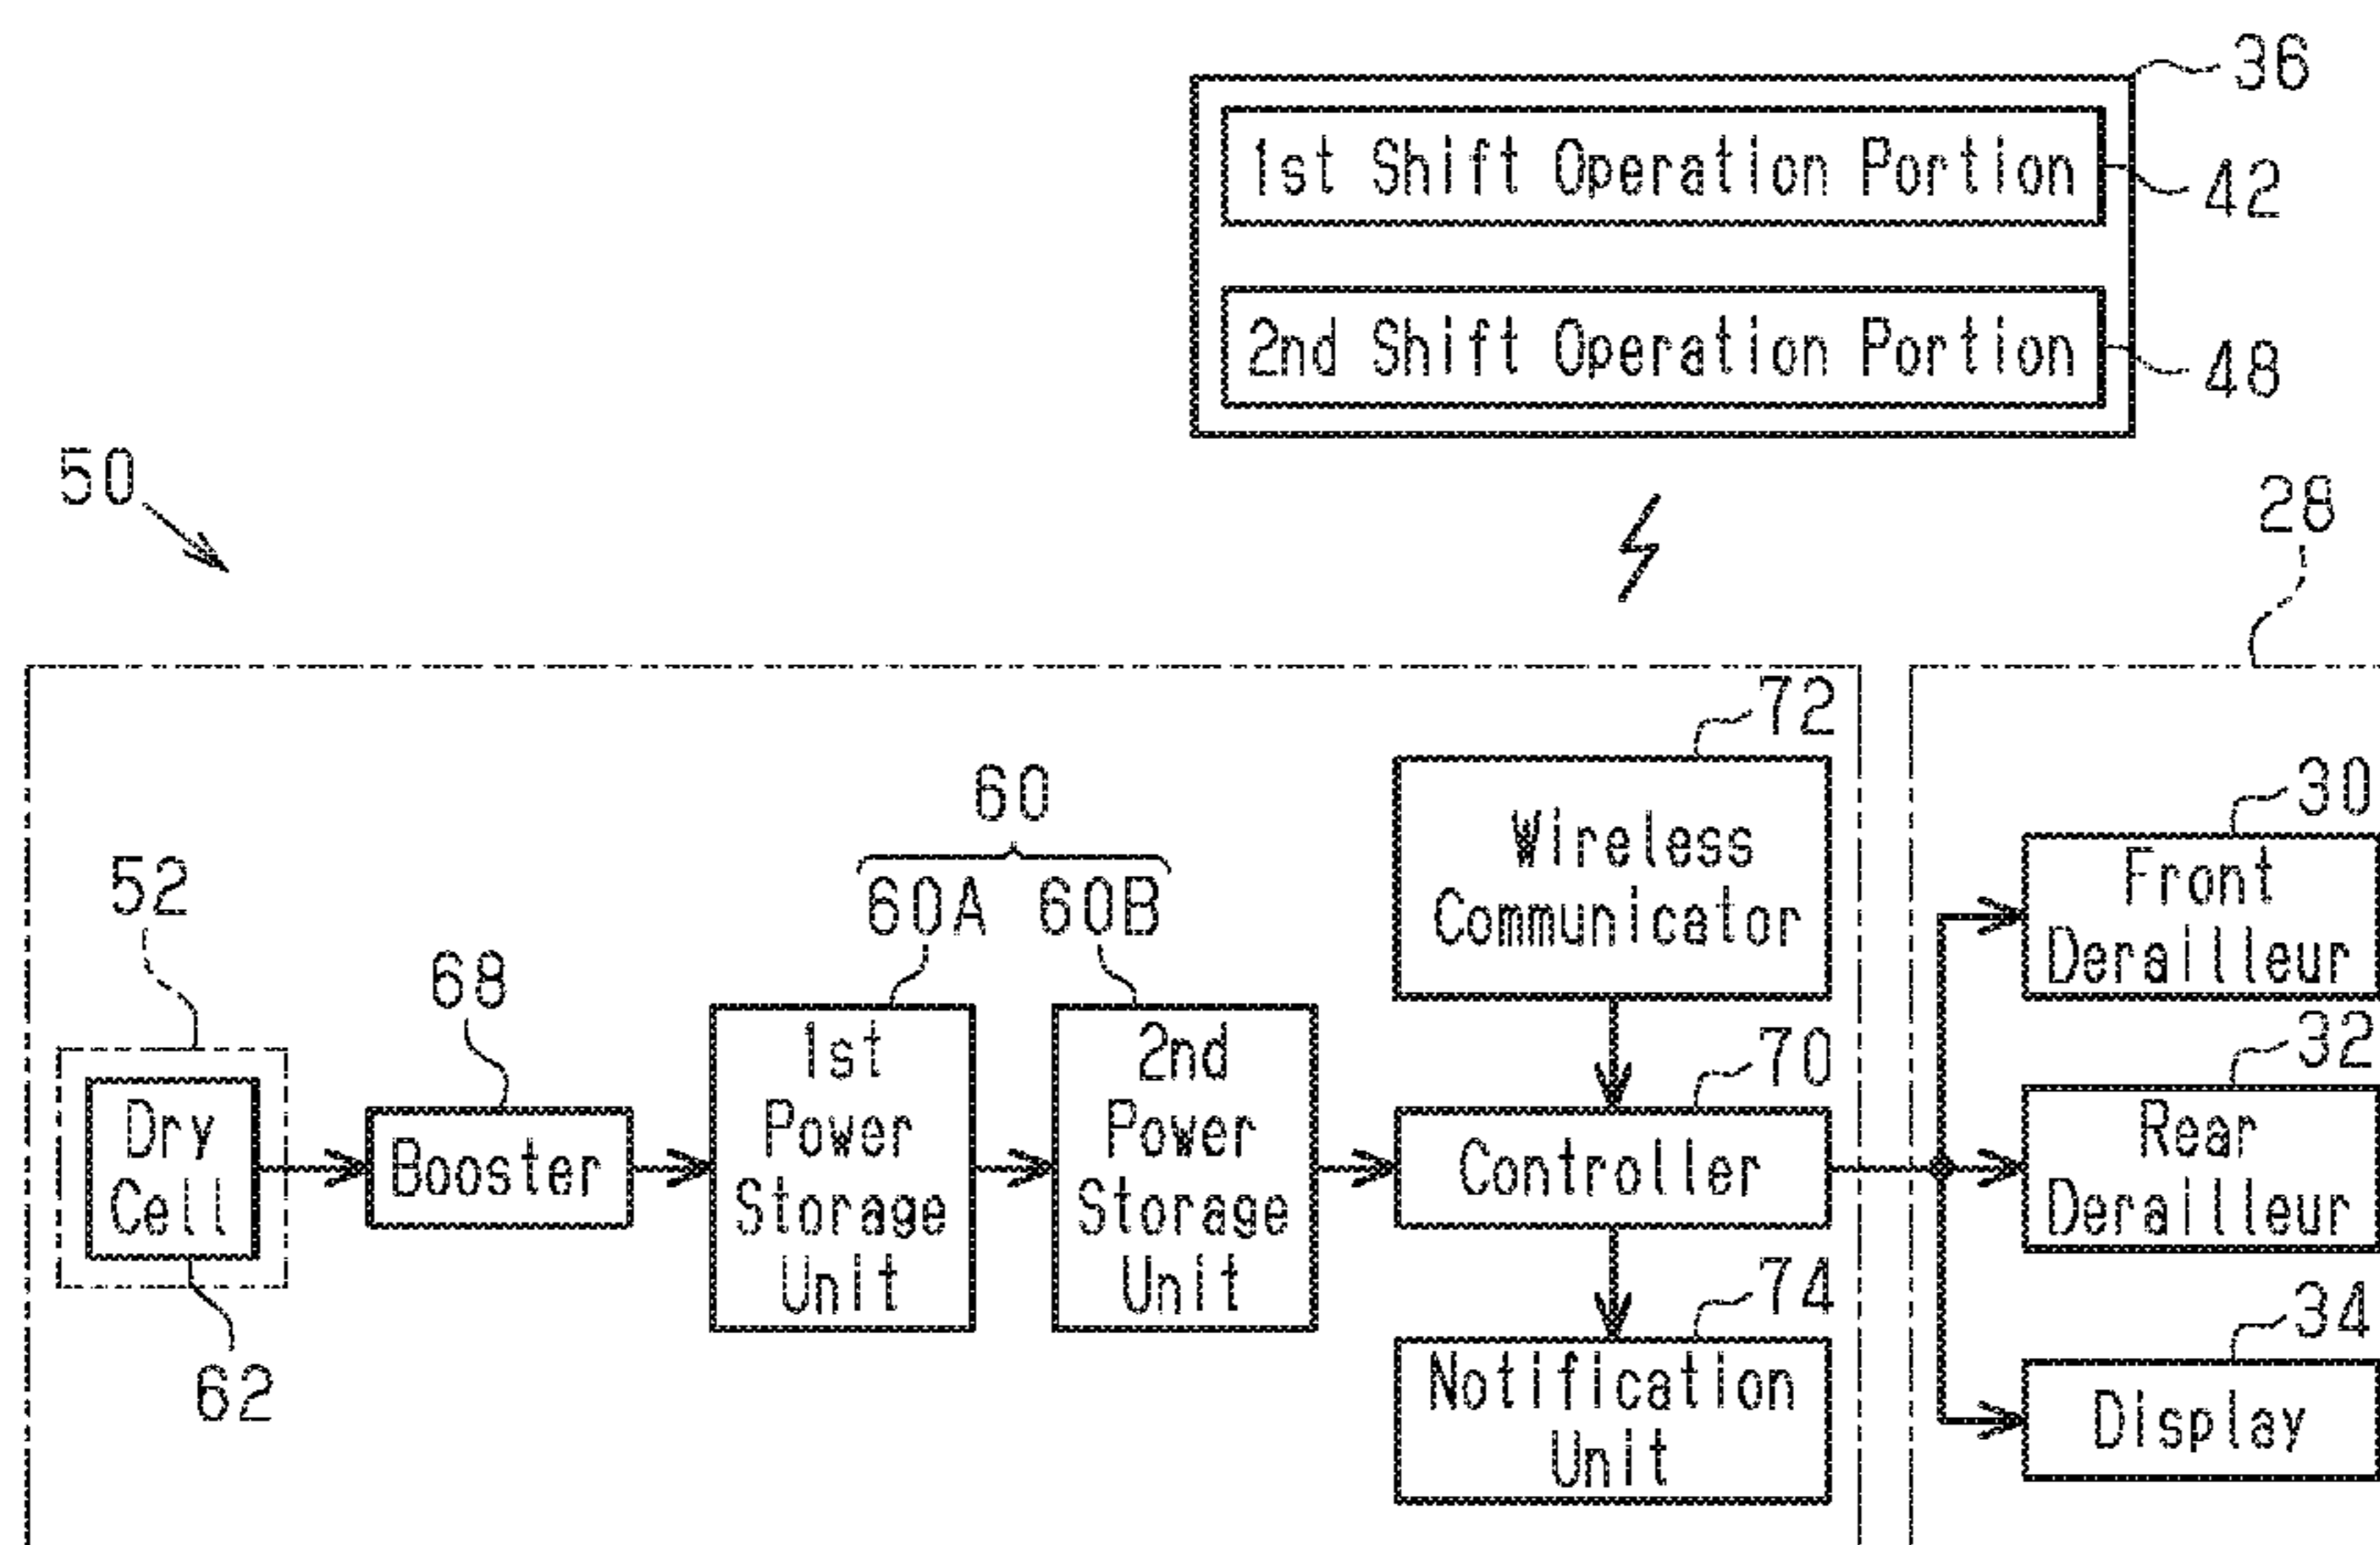 36
1st Shift Operation Portion
42
2nd Shift Operation Portion
48
50
28
72
60
60A 60B
52
68
Wireless
Communicator
30
Front
Derailleur
Dry
Cell
62
Booster
1st
Power
Storage
Unit
2nd
Power
Storage
Unit
70
Controller
32
Rear
Derailleur
74
Notification
Unit
34
Display